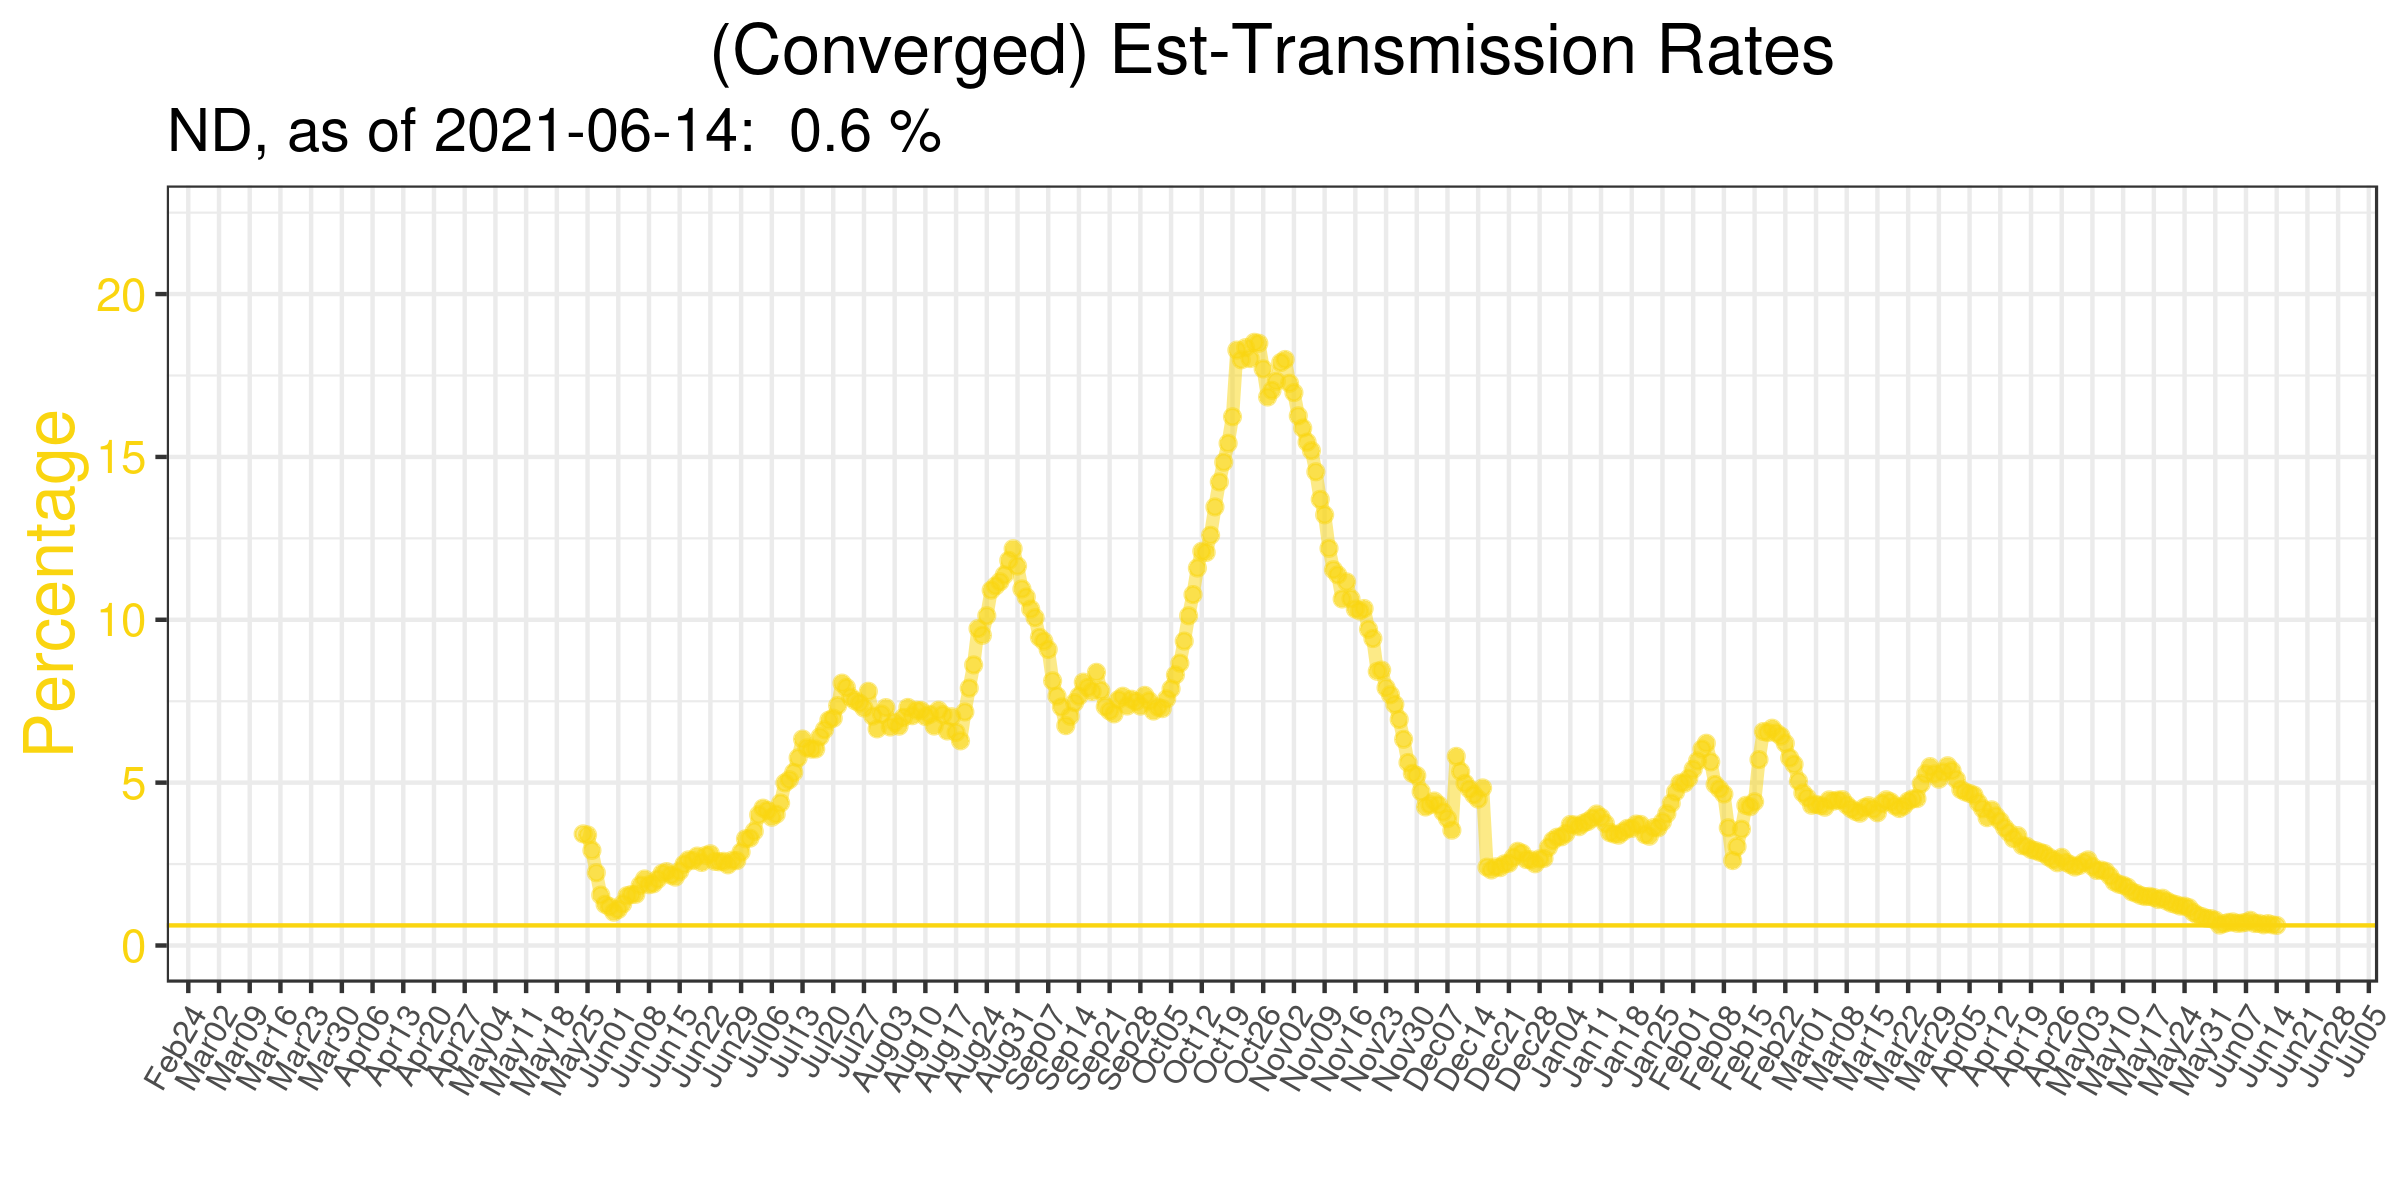 (Converged) Est-Transmission Rates
ND, as of 2021-06-14:  0.6 %
Percentage
20
15
10
5
0
Feb24
Mar02
Mar09
Mar16
Mar23
Mar30
Apr06
Apr13
Apr20
Apr27
May04
May11
May18
May25
Jun01
Jun08
Jun15
Jun22
Jun29
Jul06
Jul13
Jul20
Jul27
Aug03
Aug10
Aug17
Aug24
Aug31
Sep07
Sep14
Sep21
Sep28
Oct05
Oct12
Oct19
Oct26
Nov02
Nov09
Nov16
Nov23
Nov30
Dec07
Dec14
Dec21
Dec28
Jan04
Jan11
Jan18
Jan25
Feb01
Feb08
Feb15
Feb22
Mar01
Mar08
Mar15
Mar22
Mar29
Apr05
Apr12
Apr19
Apr26
May03
May10
May17
May24
May31
Jun07
Jun14
Jun21
Jun28
Jul05